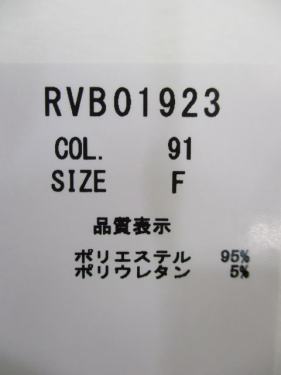 RVB01923
COL. 91
SIZE F
品質表示
ポリエステル 95%
ポリウレタン 5%